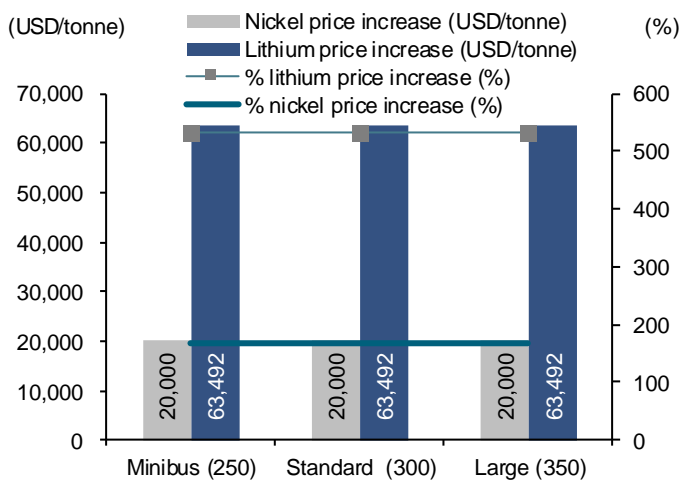 (USD/tonne)
(%)
Nickel price increase (USD/tonne)
Lithium price increase (USD/tonne)
% lithium price increase (%)
% nickel price increase (%)
70,000
60,000
50,000
40,000
30,000
20,000
10,000
0
600
500
400
300
200
100
0
20,000
63,492
20,000
63,492
20,000
63,492
Minibus (250)
Standard (300)
Large (350)